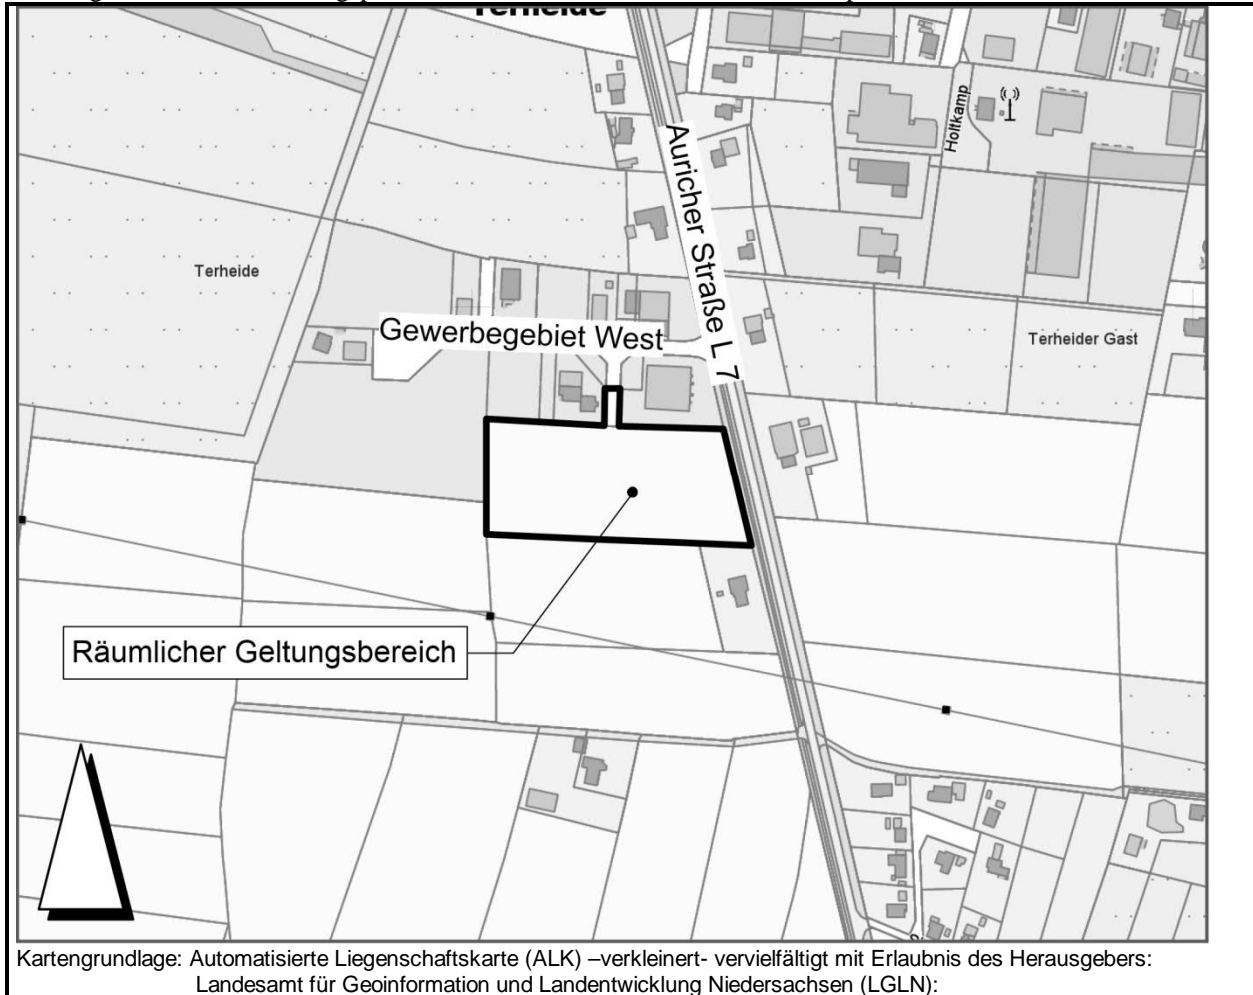 Terheide
Holtkamp
Auricher Straße L 7
Terheide
Gewerbegebiet West
Terheider Gast
Räumlicher Geltungsbereich
Kartengrundlage: Automatisierte Liegenschaftskarte (ALK) –verkleinert- vervielfältigt mit Erlaubnis des Herausgebers:
Landesamt für Geoinformation und Landentwicklung Niedersachsen (LGLN):